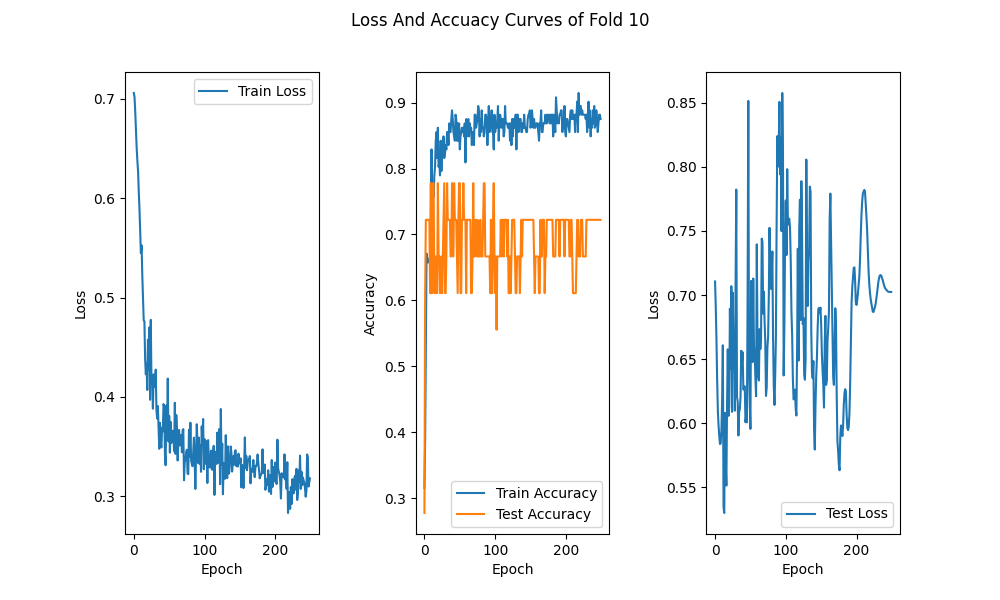 Loss And Accuacy Curves of Fold 10
0.7
0.6
0.5
0.4
0.3
Loss
0
100
200
Epoch
Train Loss
0.9
0.8
0.7
0.6
0.5
0.4
0.3
Accuracy
0
100
200
Epoch
Train Accuracy
Test Accuracy
0.85
0.80
0.75
0.70
0.65
0.60
0.55
Loss
0
100
200
Epoch
Test Loss